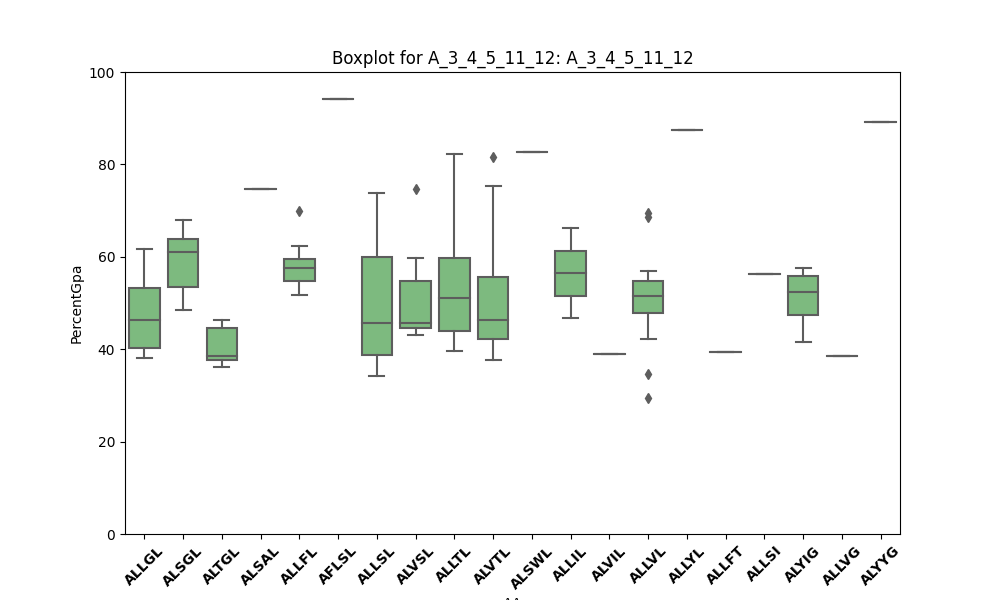 Boxplot for A_3_4_5_11_12: A_3_4_5_11_12
100
80
60
40
20
0
PercentGpa
ALLGL
ALSGL
ALTGL
ALSAL
ALLFL
AFLSL
ALLSL
ALVSL
ALLTL
ALVTL
ALSWL
ALLIL
ALVIL
ALLVL
ALLYL
ALLFT
ALLSI
ALYIG
ALLVG
ALYYG